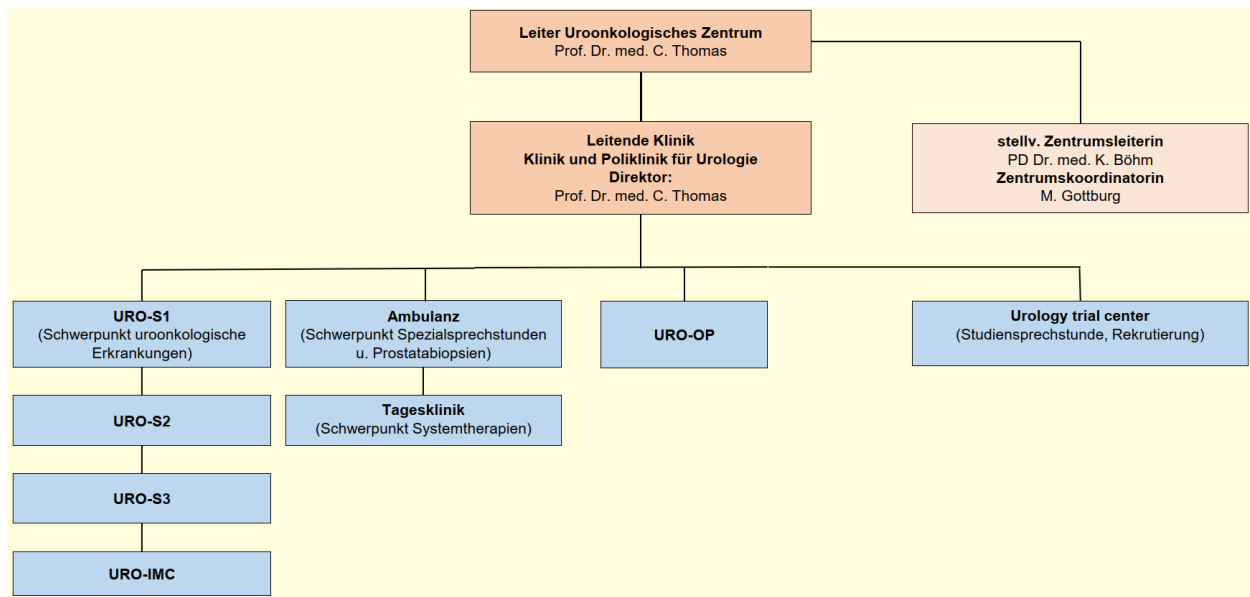 Leiter Uroonkologisches Zentrum
Prof. Dr. med. C. Thomas
Leitende Klinik
Klinik und Poliklinik für Urologie
Direktor:
Prof. Dr. med. C. Thomas
stellv. Zentrumsleiterin
PD Dr. med. K. Böhm
Zentrumskoordinatorin
M. Gottburg
URO-S1
(Schwerpunkt uroonkologische
Erkrankungen)
Ambulanz
(Schwerpunkt Spezialsprechstunden
u. Prostatabiopsien)
URO-OP
Urology trial center
(Studiensprechstunde, Rekrutierung)
URO-S2
Tagesklinik
(Schwerpunkt Systemtherapien)
URO-S3
URO-IMC